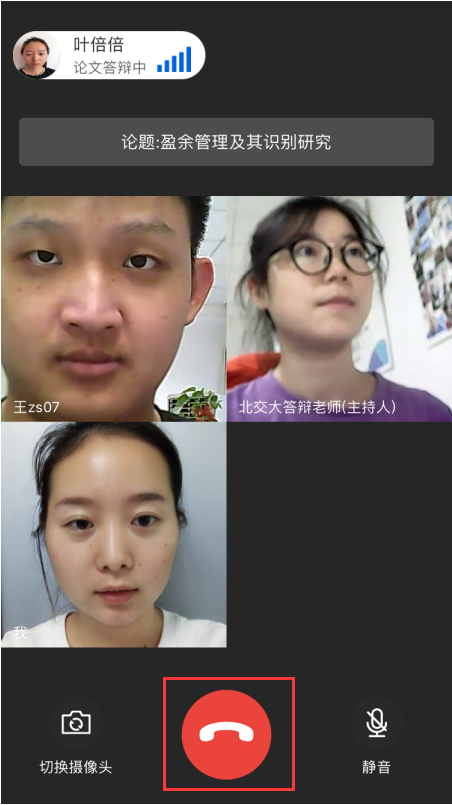 叶倍倍
论文答辩中
论题:盈余管理及其识别研究
王zs07
北交大答辩老师(主持人)
我
切换摄像头
静音